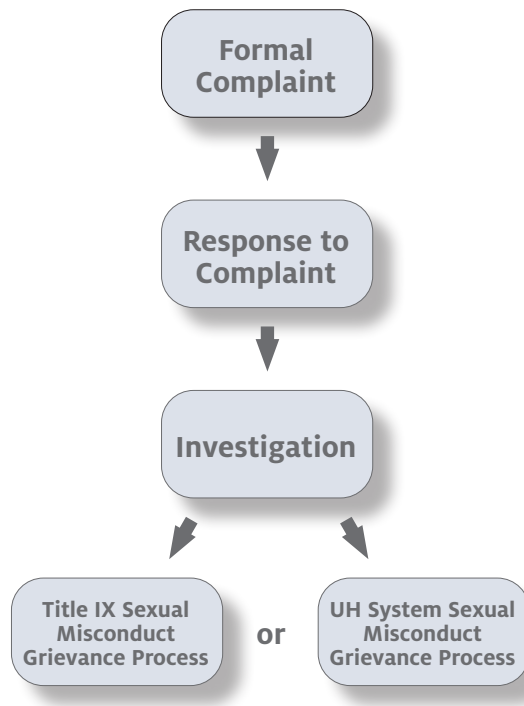 Formal
Complaint
Response to
Complaint
Investigation
Title IX Sexual
Misconduct
Grievance Process
or
UH System Sexual
Misconduct
Grievance Process